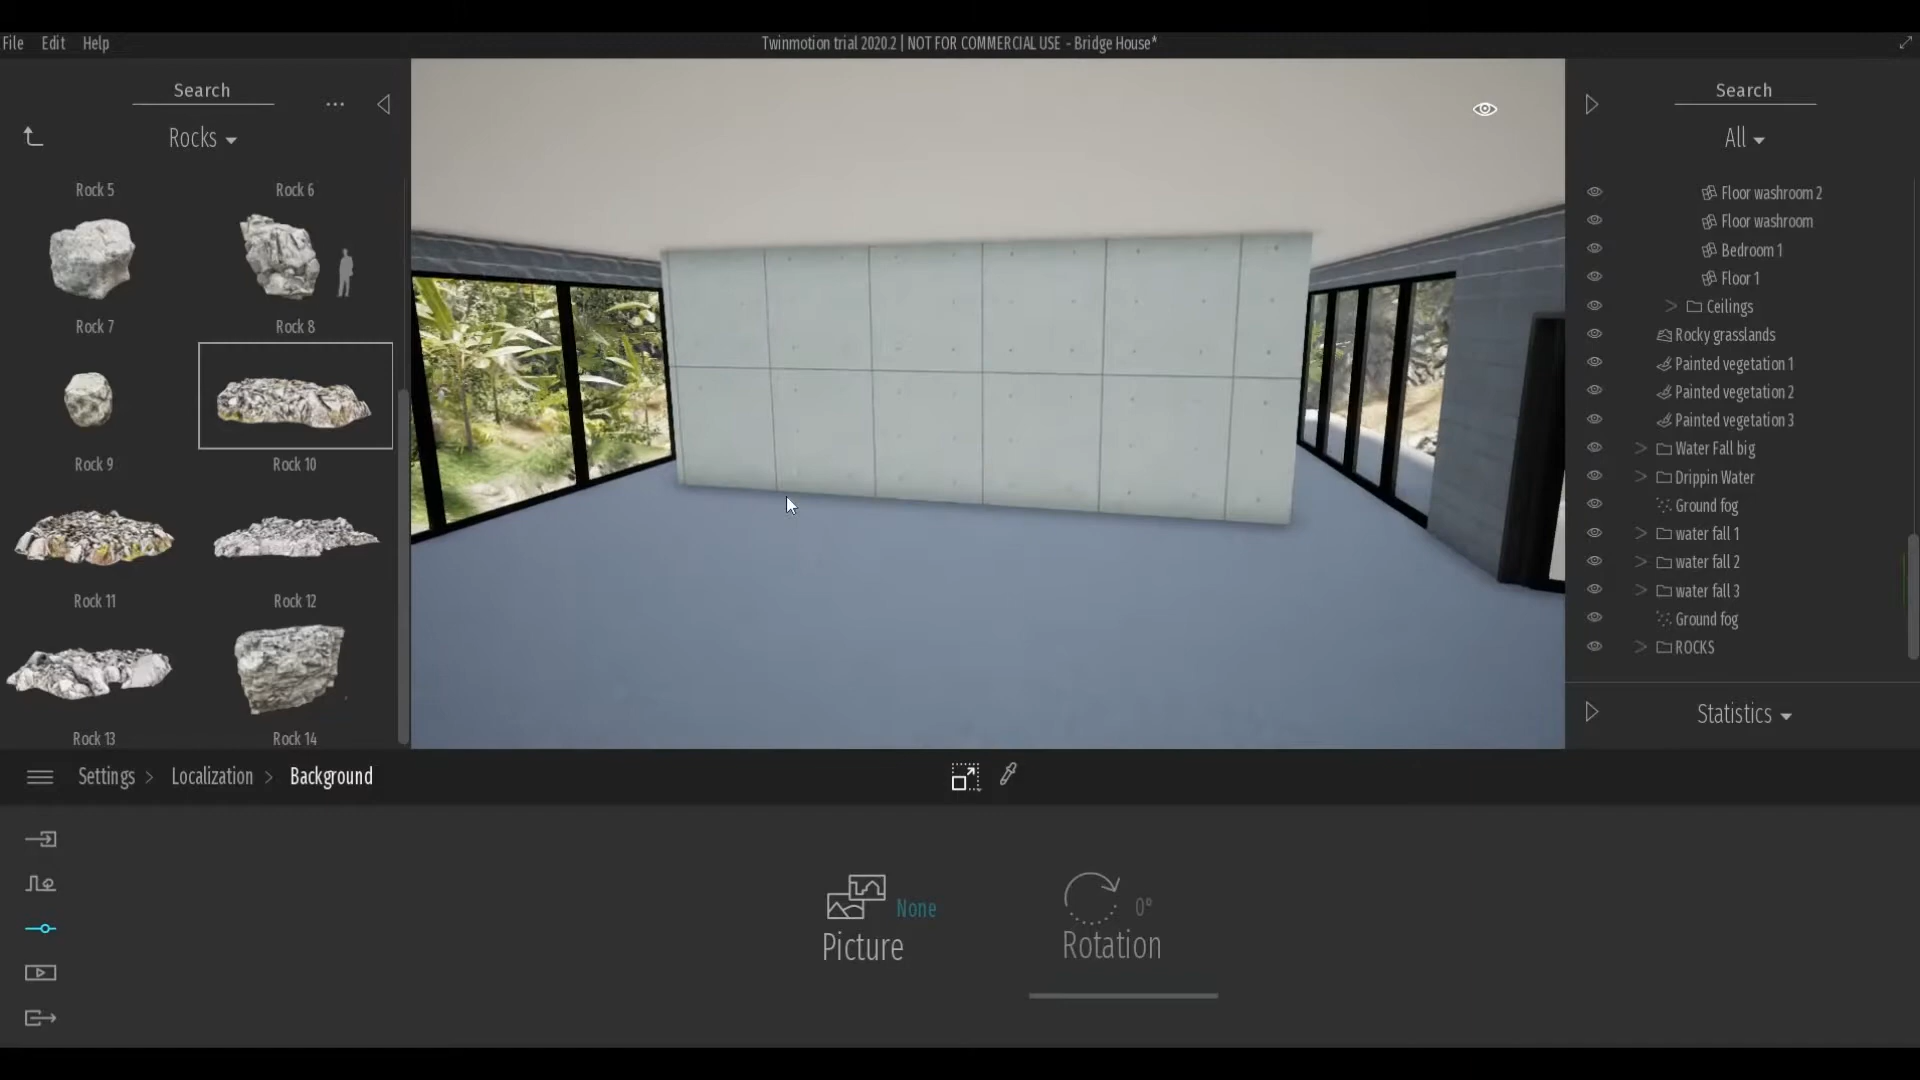 File Edit Help
Twinmotion trial 2020.2 | NOT FOR COMMERCIAL USE - Bridge House*
Search
...
Rocks
Rock 5
Rock 6
Rock 7
Rock 8
Rock 9
Rock 10
Rock 11
Rock 12
Rock 13
Rock 14
Search
All
Floor washroom 2
Floor washroom
Bedroom 1
Floor 1
> Ceilings
Rocky grasslands
Painted vegetation 1
Painted vegetation 2
Painted vegetation 3
> Water Fall big
> Drippin Water
Ground fog
> water fall 1
> water fall 2
> water fall 3
Ground fog
> ROCKS
Statistics
Settings > Localization > Background
None
Picture
0°
Rotation